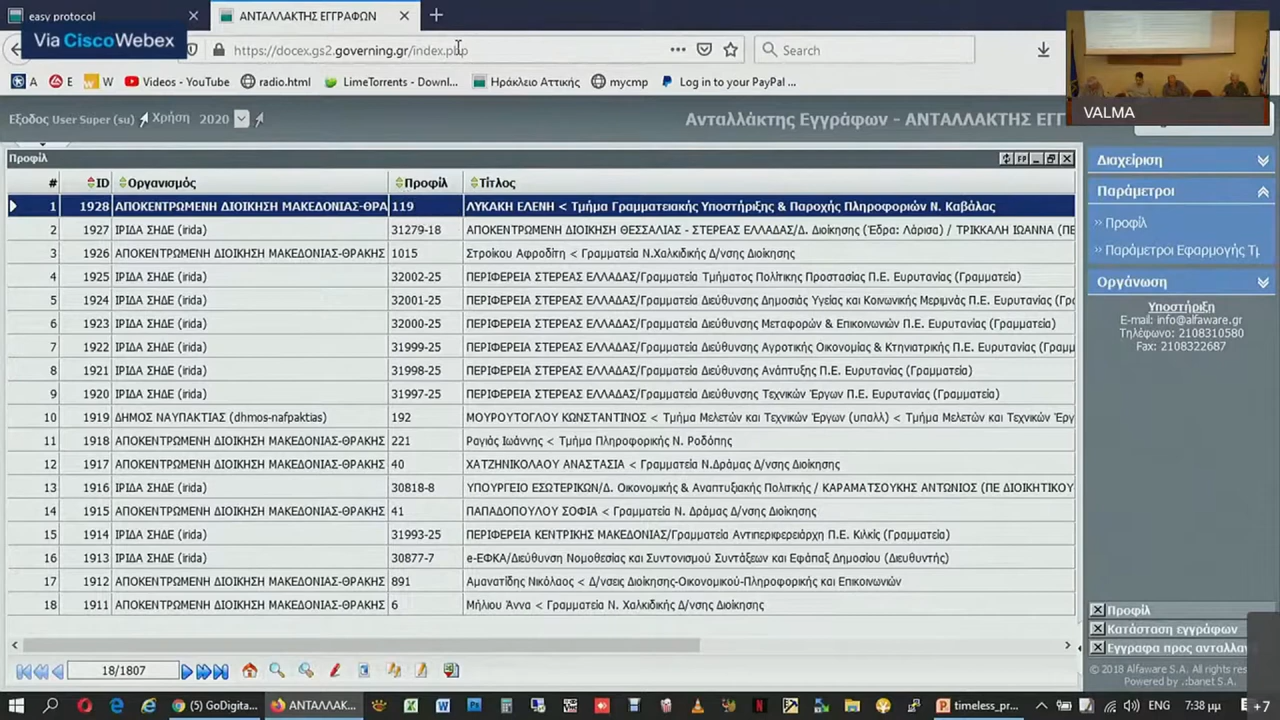 easy protocol
ΑΝΤΑΛΛΑΚΤΗΣ ΕΓΓΡΑΦΩΝ
Via CiscoWebex
https://docex.gs2.governing.gr/index.php
Search
A
E
W
Videos - YouTube
radio.html
LimeTorrents - Downl...
Ηράκλειο Αττικής
mycmp
Log in to your PayPal ...
VALMA
Εξοδος User Super (su)
Χρήση 2020
Ανταλλάκτης Εγγράφων - ΑΝΤΑΛΛΑΚΤΗΣ ΕΓΓ
Προφίλ
# ID Οργανισμός Προφίλ Τίτλος
1 1928 ΑΠΟΚΕΝΤΡΩΜΕΝΗ ΔΙΟΙΚΗΣΗ ΜΑΚΕΔΟΝΙΑΣ-ΘΡΑ 119 ΛΥΚΑΚΗ ΕΛΕΝΗ < Τμήμα Γραμματειακής Υποστήριξης & Παροχής Πληροφοριών Ν. Καβάλας
2 1927 ΙΡΙΔΑ ΣΗΔΕ (irida) 31279-18 ΑΠΟΚΕΝΤΡΩΜΕΝΗ ΔΙΟΙΚΗΣΗ ΘΕΣΣΑΛΙΑΣ - ΣΤΕΡΕΑΣ ΕΛΛΑΔΑΣ/Δ. Διοίκησης (Έδρα: Λάρισα) / ΤΡΙΚΚΑΛΗ ΙΩΑΝΝΑ (ΠΕ
3 1926 ΑΠΟΚΕΝΤΡΩΜΕΝΗ ΔΙΟΙΚΗΣΗ ΜΑΚΕΔΟΝΙΑΣ-ΘΡΑΚΗΣ 1015 Στροίκου Αφροδίτη < Γραμματεία Ν.Χαλκιδικής Δ/νσης Διοίκησης
4 1925 ΙΡΙΔΑ ΣΗΔΕ (irida) 32002-25 ΠΕΡΙΦΕΡΕΙΑ ΣΤΕΡΕΑΣ ΕΛΛΑΔΑΣ/Γραμματεία Τμήματος Πολίτικης Προστασίας Π.Ε. Ευρυτανίας (Γραμματεία)
5 1924 ΙΡΙΔΑ ΣΗΔΕ (irida) 32001-25 ΠΕΡΙΦΕΡΕΙΑ ΣΤΕΡΕΑΣ ΕΛΛΑΔΑΣ/Γραμματεία Διεύθυνσης Δημοσιάς Υγείας και Κοινωνικής Μεριμνάς Π.Ε. Ευρυτανίας (Γρα
6 1923 ΙΡΙΔΑ ΣΗΔΕ (irida) 32000-25 ΠΕΡΙΦΕΡΕΙΑ ΣΤΕΡΕΑΣ ΕΛΛΑΔΑΣ/Γραμματεία Διεύθυνσης Μεταφορών & Επικοινωνιών Π.Ε. Ευρυτανίας (Γραμματεία)
7 1922 ΙΡΙΔΑ ΣΗΔΕ (irida) 31999-25 ΠΕΡΙΦΕΡΕΙΑ ΣΤΕΡΕΑΣ ΕΛΛΑΔΑΣ/Γραμματεία Διεύθυνσης Αγροτικής Οικονομίας & Κτηνιατρικής Π.Ε. Ευρυτανίας (Γραμμ
8 1921 ΙΡΙΔΑ ΣΗΔΕ (irida) 31998-25 ΠΕΡΙΦΕΡΕΙΑ ΣΤΕΡΕΑΣ ΕΛΛΑΔΑΣ/Γραμματεία Διεύθυνσης Ανάπτυξης Π.Ε. Ευρυτανίας (Γραμματεία)
9 1920 ΙΡΙΔΑ ΣΗΔΕ (irida) 31997-25 ΠΕΡΙΦΕΡΕΙΑ ΣΤΕΡΕΑΣ ΕΛΛΑΔΑΣ/Γραμματεία Διεύθυνσης Τεχνικών Έργων Π.Ε. Ευρυτανίας (Γραμματεία)
10 1919 ΔΗΜΟΣ ΝΑΥΠΑΚΤΙΑΣ (dhmos-nafpaktias) 192 ΜΟΥΡΟΥΤΟΓΛΟΥ ΚΩΝΣΤΑΝΤΙΝΟΣ < Τμήμα Μελετών και Τεχνικών Έργων (υπαλλ) < Τμήμα Μελετών και Τεχνικών Έργ
11 1918 ΑΠΟΚΕΝΤΡΩΜΕΝΗ ΔΙΟΙΚΗΣΗ ΜΑΚΕΔΟΝΙΑΣ-ΘΡΑΚΗΣ 221 Ραγιάς Ιωάννης < Τμήμα Πληροφορικής Ν. Ροδόπης
12 1917 ΑΠΟΚΕΝΤΡΩΜΕΝΗ ΔΙΟΙΚΗΣΗ ΜΑΚΕΔΟΝΙΑΣ-ΘΡΑΚΗΣ 40 ΧΑΤΖΗΝΙΚΟΛΑΟΥ ΑΝΑΣΤΑΣΙΑ < Γραμματεία Ν.Δράμας Δ/νσης Διοίκησης
13 1916 ΙΡΙΔΑ ΣΗΔΕ (irida) 30818-8 ΥΠΟΥΡΓΕΙΟ ΕΣΩΤΕΡΙΚΩΝ/Δ. Οικονομικής & Αναπτυξιακής Πολιτικής / ΚΑΡΑΜΑΤΣΟΥΚΗΣ ΑΝΤΩΝΙΟΣ (ΠΕ ΔΙΟΙΚΗΤΙΚΟΥ
14 1915 ΑΠΟΚΕΝΤΡΩΜΕΝΗ ΔΙΟΙΚΗΣΗ ΜΑΚΕΔΟΝΙΑΣ-ΘΡΑΚΗΣ 41 ΠΑΠΑΔΟΠΟΥΛΟΥ ΣΟΦΙΑ < Γραμματεία Ν. Δράμας Δ/νσης Διοίκησης
15 1914 ΙΡΙΔΑ ΣΗΔΕ (irida) 31993-25 ΠΕΡΙΦΕΡΕΙΑ ΚΕΝΤΡΙΚΗΣ ΜΑΚΕΔΟΝΙΑΣ/Γραμματεία Αντιπεριφερειάρχη Π.Ε. Κιλκίς (Γραμματεία)
16 1913 ΙΡΙΔΑ ΣΗΔΕ (irida) 30877-7 e-ΕΦΚΑ/Διεύθυνση Νομοθεσίας και Συντονισμού Συντάξεων και Εφάπαξ Δημοσίου (Διευθυντής)
17 1912 ΑΠΟΚΕΝΤΡΩΜΕΝΗ ΔΙΟΙΚΗΣΗ ΜΑΚΕΔΟΝΙΑΣ-ΘΡΑΚΗΣ 891 Αμανατίδης Νικόλαος < Δ/νσεις Διοίκησης-Οικονομικού-Πληροφορικής και Επικοινωνιών
18 1911 ΑΠΟΚΕΝΤΡΩΜΕΝΗ ΔΙΟΙΚΗΣΗ ΜΑΚΕΔΟΝΙΑΣ-ΘΡΑΚΗΣ 6 Μήλιου Άννα < Γραμματεία Ν. Χαλκιδικής Δ/νσης Διοίκησης
18/1807
Διαχείριση
Παράμετροι
Προφίλ
Παράμετροι Εφαρμογής Τμ
Οργάνωση
Υποστήριξη
E-mail: info@alfaware.gr
Τηλέφωνο: 2108310580
Fax: 2108322687
Προφίλ
Κατάσταση εγγράφων
Εγγραφα προς ανταλλαγ
© 2018 Alfaware S.A. All rights res
Powered by .:banet S.A.
(5) GoDigita...
ΑΝΤΑΛΛΑΚ...
timeless_pr...
7:38 μμ
+7